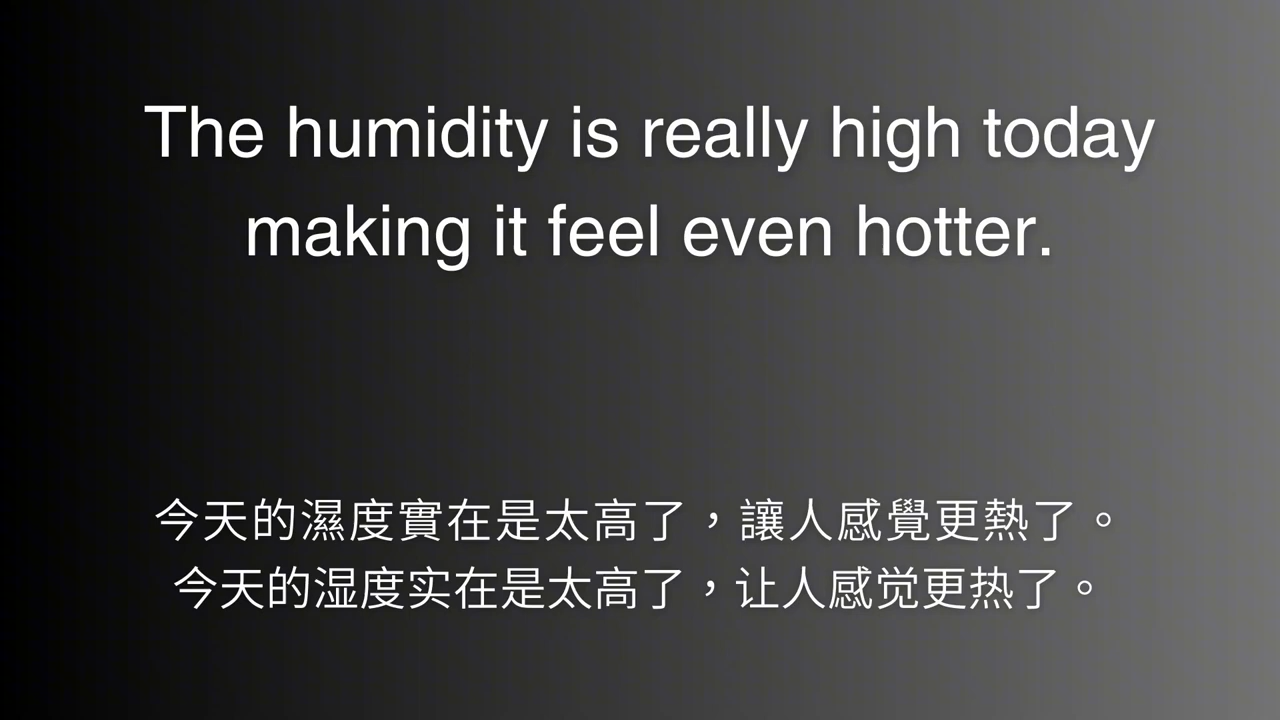 The humidity is really high today
making it feel even hotter.
今天的濕度實在是太高了，讓人感覺更熱了。
今天的湿度实在是太高了，让人感觉更热了。